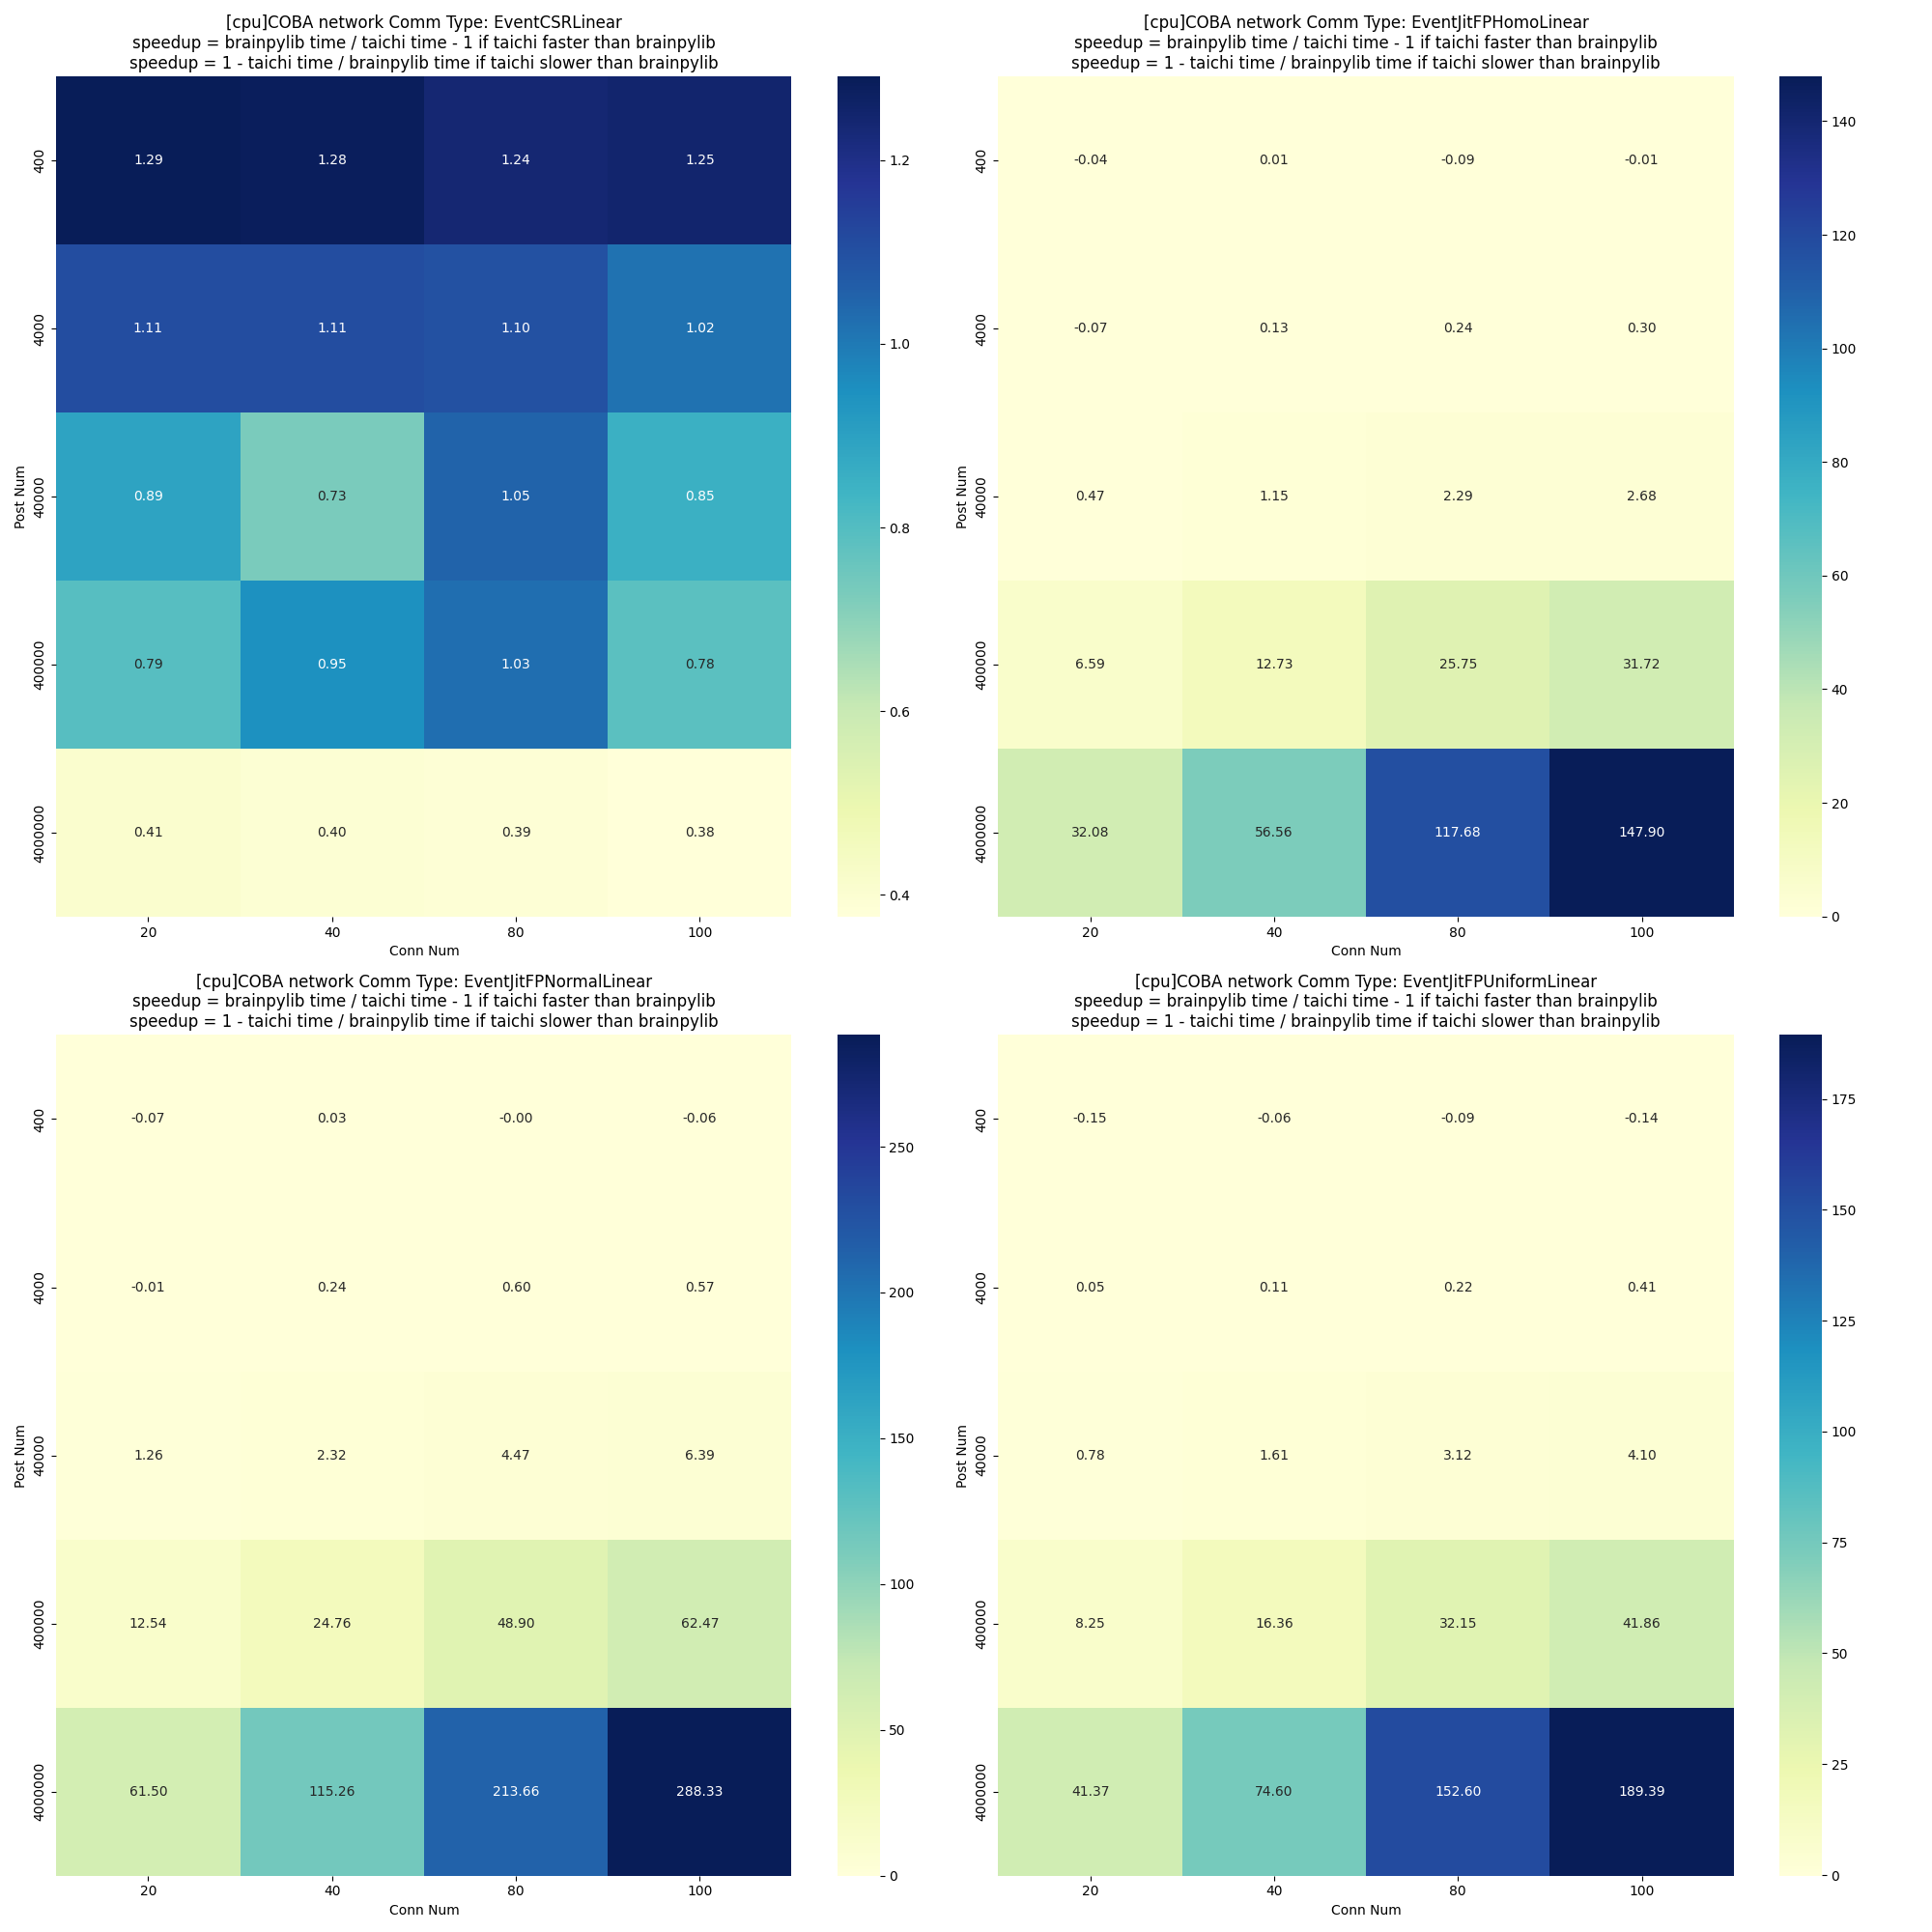 [cpu]COBA network Comm Type: EventCSRLinear
speedup = brainpylib time / taichi time - 1 if taichi faster than brainpylib
speedup = 1 - taichi time / brainpylib time if taichi slower than brainpylib
Post Num
400
1.29 1.28 1.24 1.25
4000
1.11 1.11 1.10 1.02
40000
0.89 0.73 1.05 0.85
400000
0.79 0.95 1.03 0.78
4000000
0.41 0.40 0.39 0.38
20 40 80 100
Conn Num
1.2
1.0
0.8
0.6
0.4
[cpu]COBA network Comm Type: EventJitFPHomoLinear
speedup = brainpylib time / taichi time - 1 if taichi faster than brainpylib
speedup = 1 - taichi time / brainpylib time if taichi slower than brainpylib
Post Num
400
-0.04 0.01 -0.09 -0.01
4000
-0.07 0.13 0.24 0.30
40000
0.47 1.15 2.29 2.68
400000
6.59 12.73 25.75 31.72
4000000
32.08 56.56 117.68 147.90
20 40 80 100
Conn Num
140
120
100
80
60
40
20
0
[cpu]COBA network Comm Type: EventJitFPNormalLinear
speedup = brainpylib time / taichi time - 1 if taichi faster than brainpylib
speedup = 1 - taichi time / brainpylib time if taichi slower than brainpylib
Post Num
400
-0.07 0.03 -0.00 -0.06
4000
-0.01 0.24 0.60 0.57
40000
1.26 2.32 4.47 6.39
400000
12.54 24.76 48.90 62.47
4000000
61.50 115.26 213.66 288.33
20 40 80 100
Conn Num
250
200
150
100
50
0
[cpu]COBA network Comm Type: EventJitFPUniformLinear
speedup = brainpylib time / taichi time - 1 if taichi faster than brainpylib
speedup = 1 - taichi time / brainpylib time if taichi slower than brainpylib
Post Num
400
-0.15 -0.06 -0.09 -0.14
4000
0.05 0.11 0.22 0.41
40000
0.78 1.61 3.12 4.10
400000
8.25 16.36 32.15 41.86
4000000
41.37 74.60 152.60 189.39
20 40 80 100
Conn Num
175
150
125
100
75
50
25
0